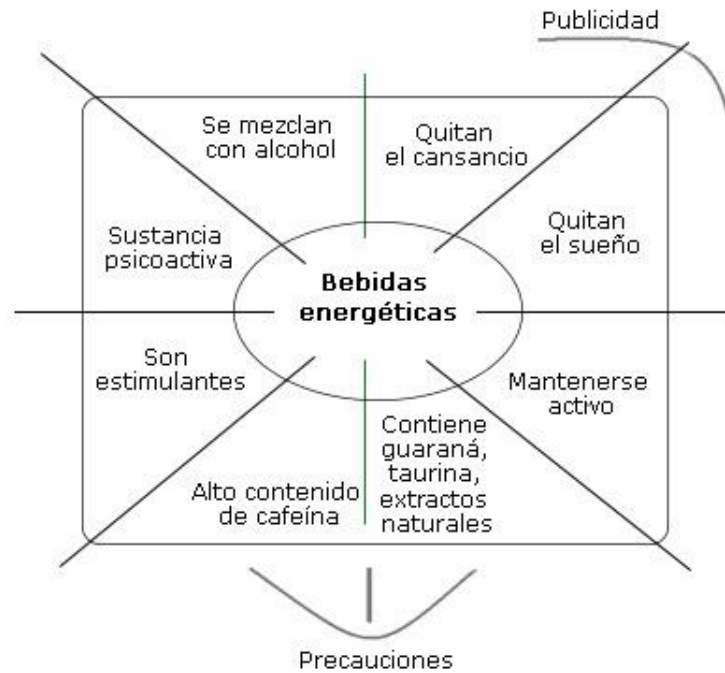 Publicidad
Se mezclan
con alcohol
Quitan
el cansancio
Sustancia
psicoactiva
Quitan
el sueño
Bebidas
energéticas
Son
estimulantes
Mantenerse
activo
Alto contenido
de cafeína
Contiene
guaraná,
taurina,
extractos
naturales
Precauciones